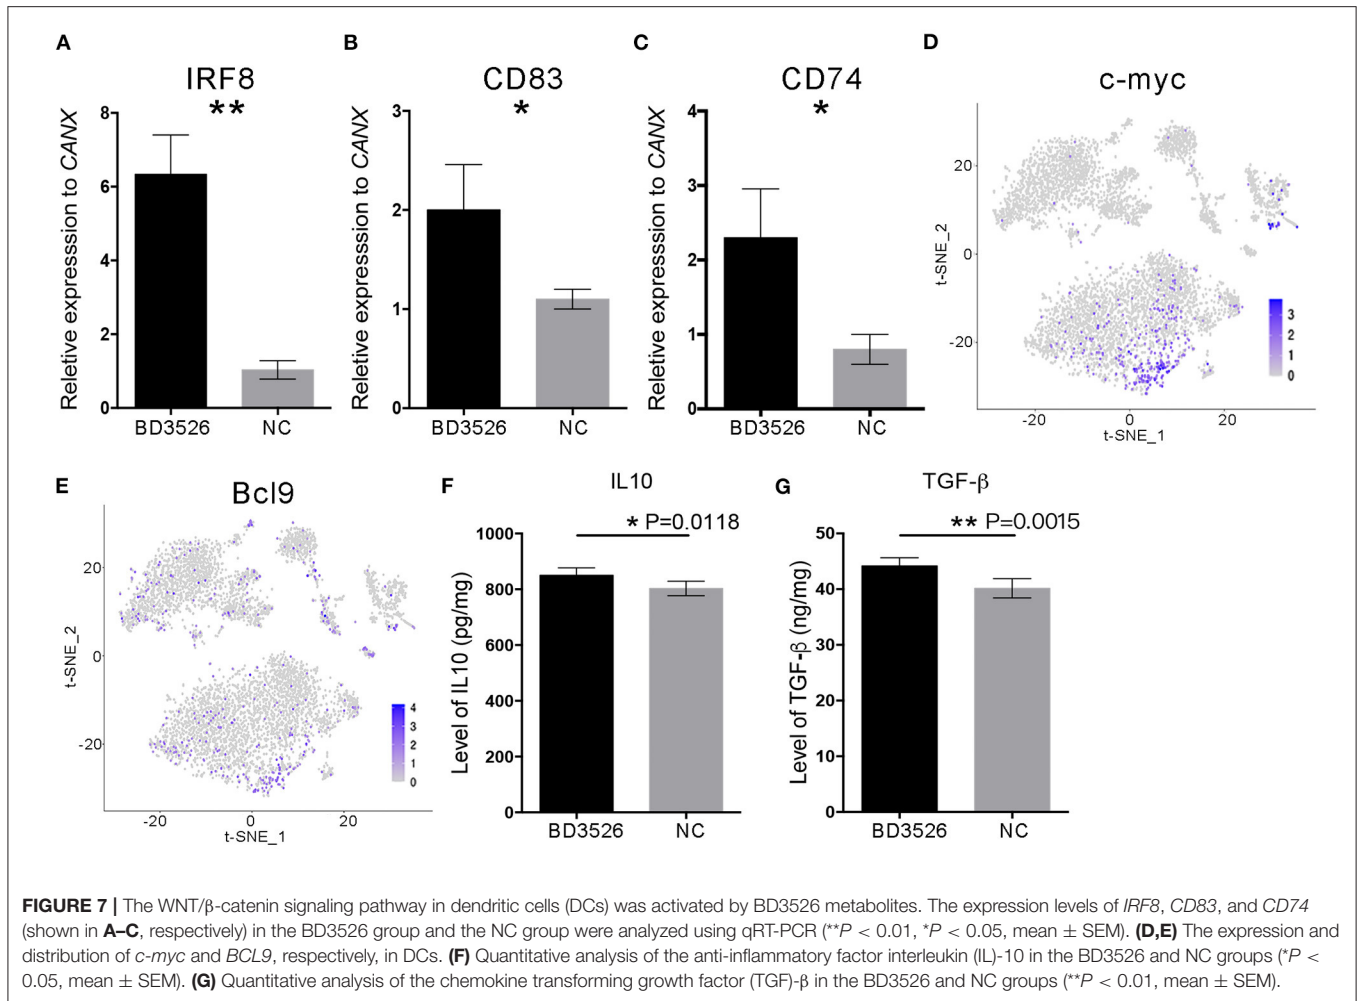 A
IRF8
**
Reletive expresssion to CANX
8
6
4
2
0
BD3526 NC
B
CD83
*
Reletive expresssion to CANX
3
2
1
0
BD3526 NC
C
CD74
*
Reletive expresssion to CANX
4
3
2
1
0
BD3526 NC
D
c-myc
t-SNE_2
20
0
-20
3
2
1
0
-20 0 20
t-SNE_1
E
Bcl9
t-SNE_2
20
0
-20
4
3
2
1
0
-20 0 20
t-SNE_1
F
IL10
* P=0.0118
Level of IL10 (pg/mg)
1000
800
600
400
200
0
BD3526 NC
G
TGF-β
** P=0.0015
Level of TGF-β (ng/mg)
50
40
30
20
10
0
BD3526 NC
FIGURE 7 | The WNT/β-catenin signaling pathway in dendritic cells (DCs) was activated by BD3526 metabolites. The expression levels of IRF8, CD83, and CD74
(shown in A–C, respectively) in the BD3526 group and the NC group were analyzed using qRT-PCR (**P < 0.01, *P < 0.05, mean ± SEM). (D,E) The expression and
distribution of c-myc and BCL9, respectively, in DCs. (F) Quantitative analysis of the anti-inflammatory factor interleukin (IL)-10 in the BD3526 and NC groups (*P <
0.05, mean ± SEM). (G) Quantitative analysis of the chemokine transforming growth factor (TGF)-β in the BD3526 and NC groups (**P < 0.01, mean ± SEM).